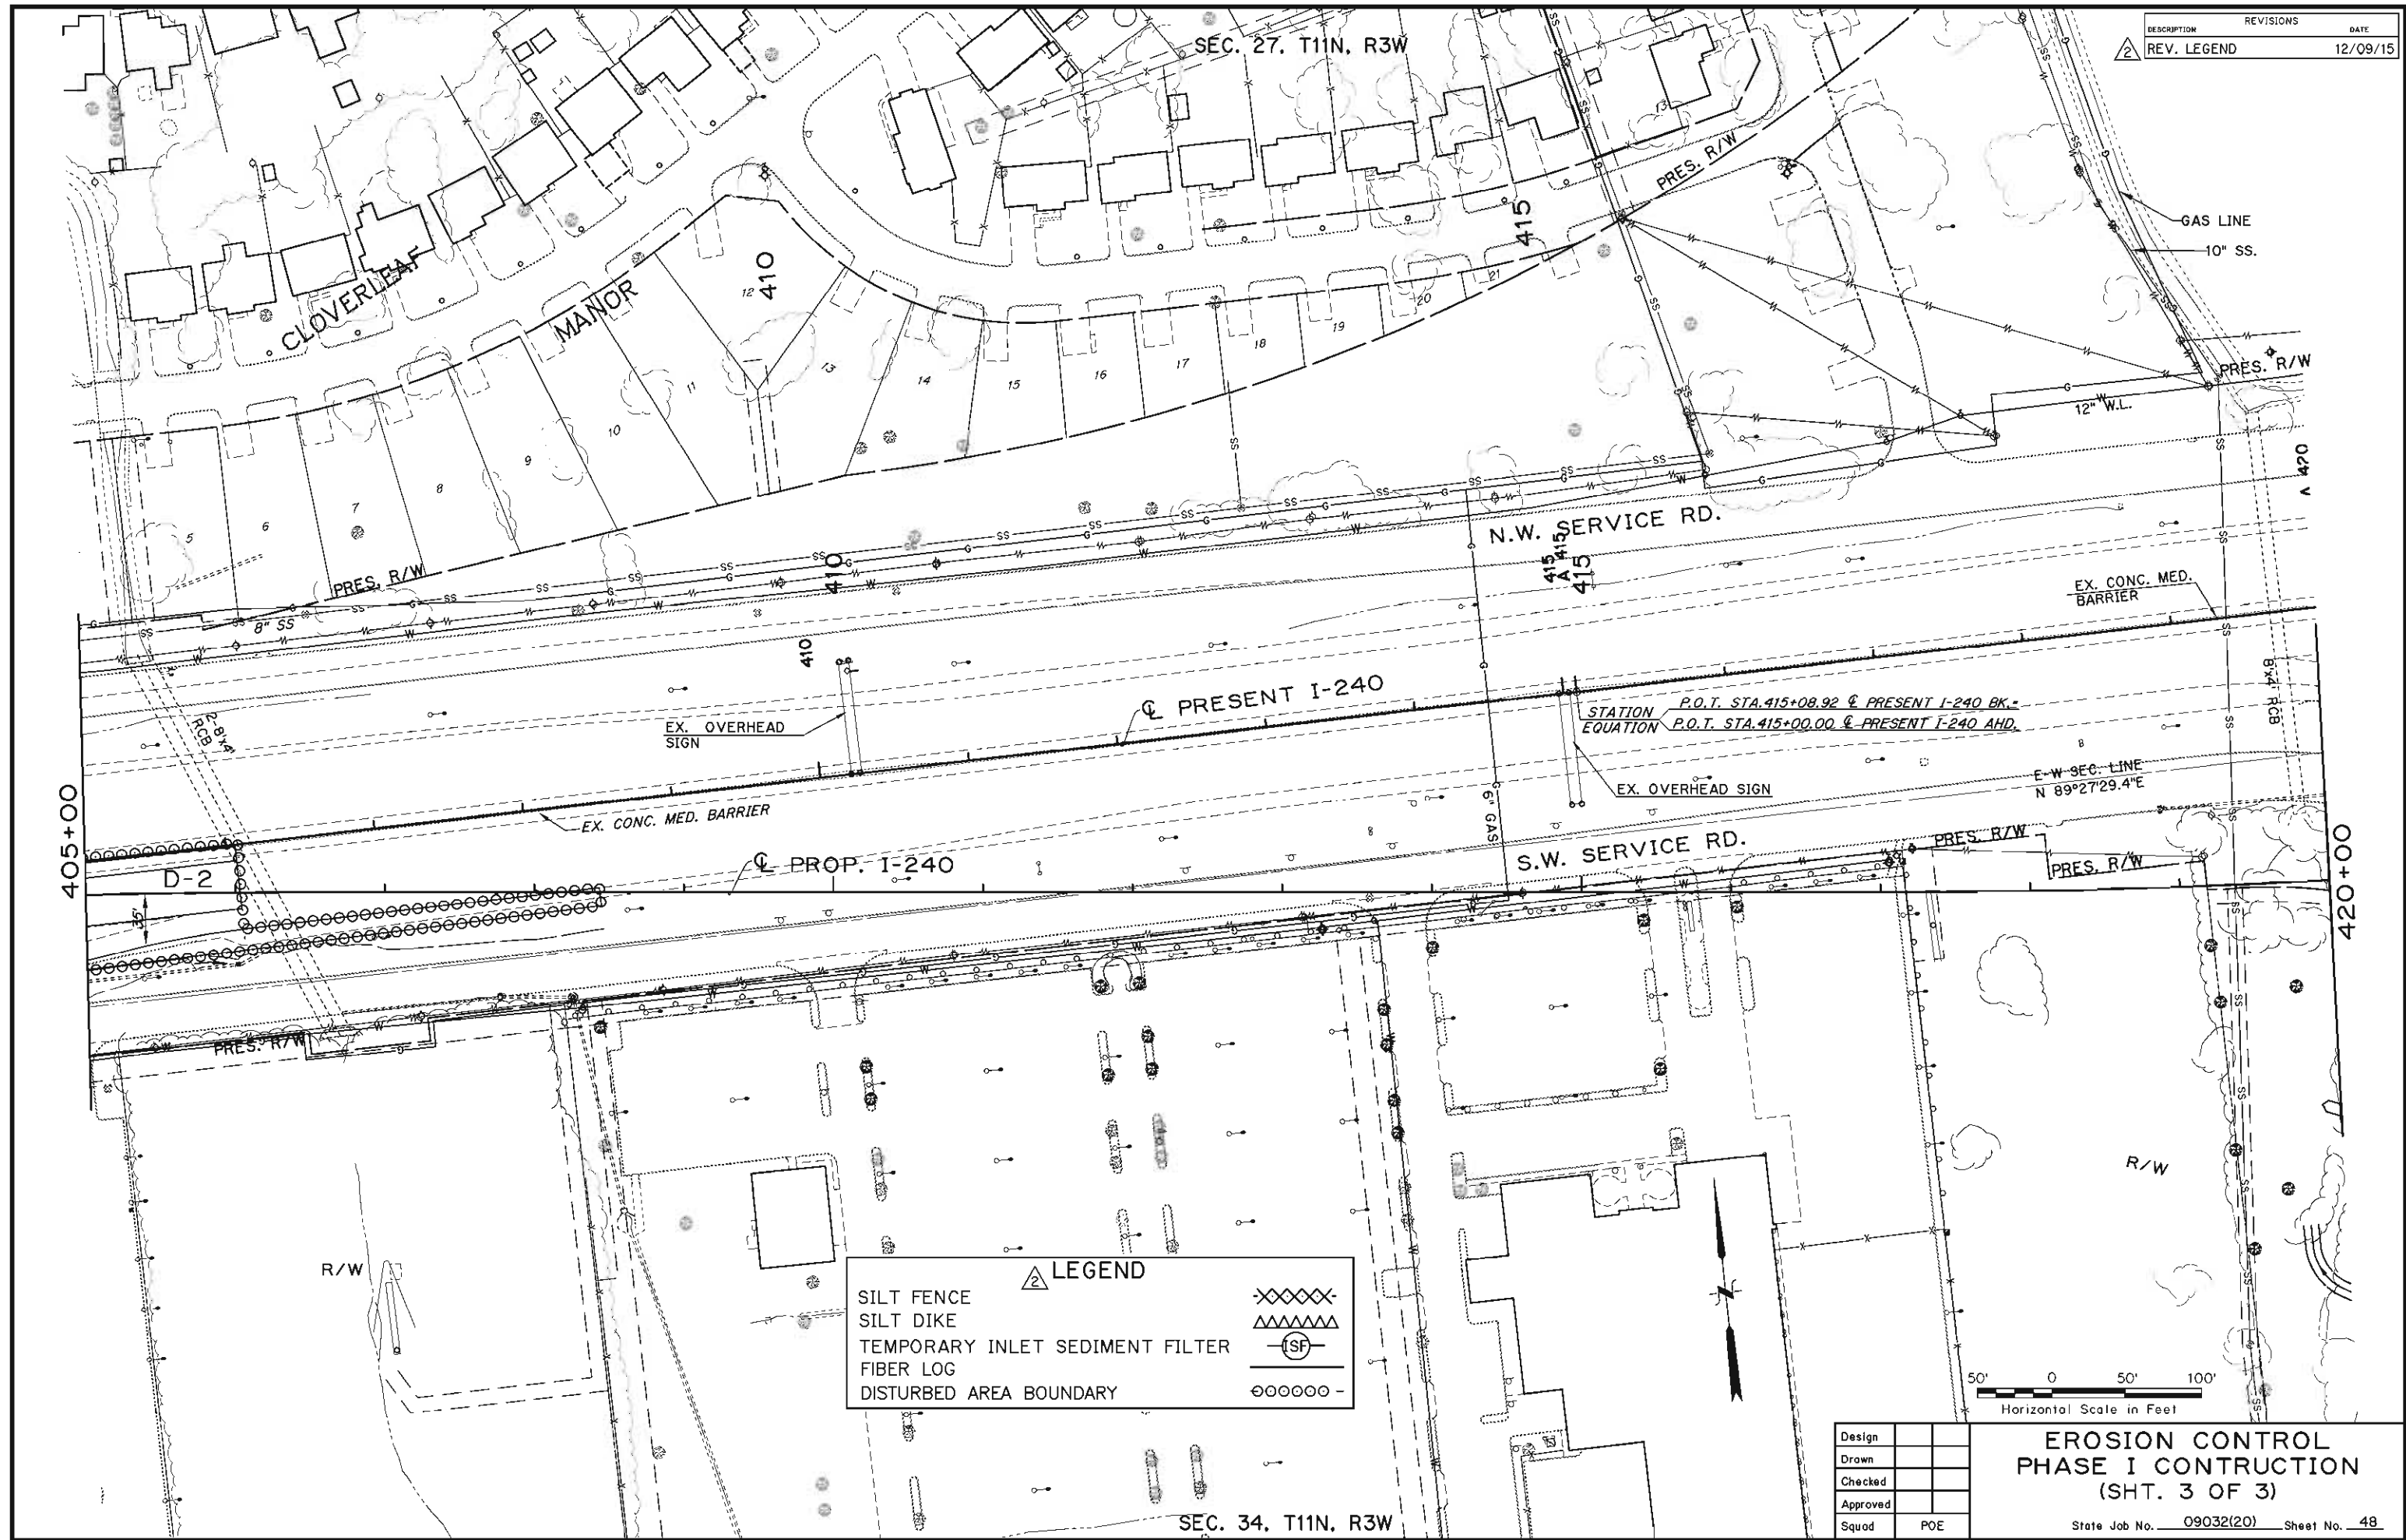 REVISIONS
DESCRIPTION DATE
2 REV. LEGEND 12/09/15
SEC. 27, T11N, R3W
13
PRES. R/W
415
GAS LINE
10" SS.
CLOVERLEAF
MANOR
410
12
21
20
19
18
17
16
15
14
13
11
10
9
8
7
6
5
PRES. R/W
12" W.L.
420
N.W. SERVICE RD.
415
A 415
415
PRES. R/W
8" SS
410
410
EX. CONC. MED.
BARRIER
2-8'x4'
RCB
8'x4' RCB
EX. OVERHEAD
SIGN
℄ PRESENT I-240
STATION
EQUATION
P.O.T. STA.415+08.92 ℄ PRESENT I-240 BK.=
P.O.T. STA.415+00.00 ℄ PRESENT I-240 AHD.
E-W SEC. LINE
N 89°27'29.4"E
EX. OVERHEAD SIGN
6" GAS
EX. CONC. MED. BARRIER
405+00
D-2
35'
℄ PROP. I-240
S.W. SERVICE RD.
PRES. R/W
PRES. R/W
420+00
PRES. R/W
R/W
R/W
2 LEGEND
SILT FENCE
SILT DIKE
TEMPORARY INLET SEDIMENT FILTER ISF
FIBER LOG
DISTURBED AREA BOUNDARY
N
50' 0 50' 100'
Horizontal Scale in Feet
SEC. 34, T11N, R3W
Design
Drawn
Checked
Approved
Squad POE
EROSION CONTROL
PHASE I CONTRUCTION
(SHT. 3 OF 3)
State Job No. 09032(20) Sheet No. 48